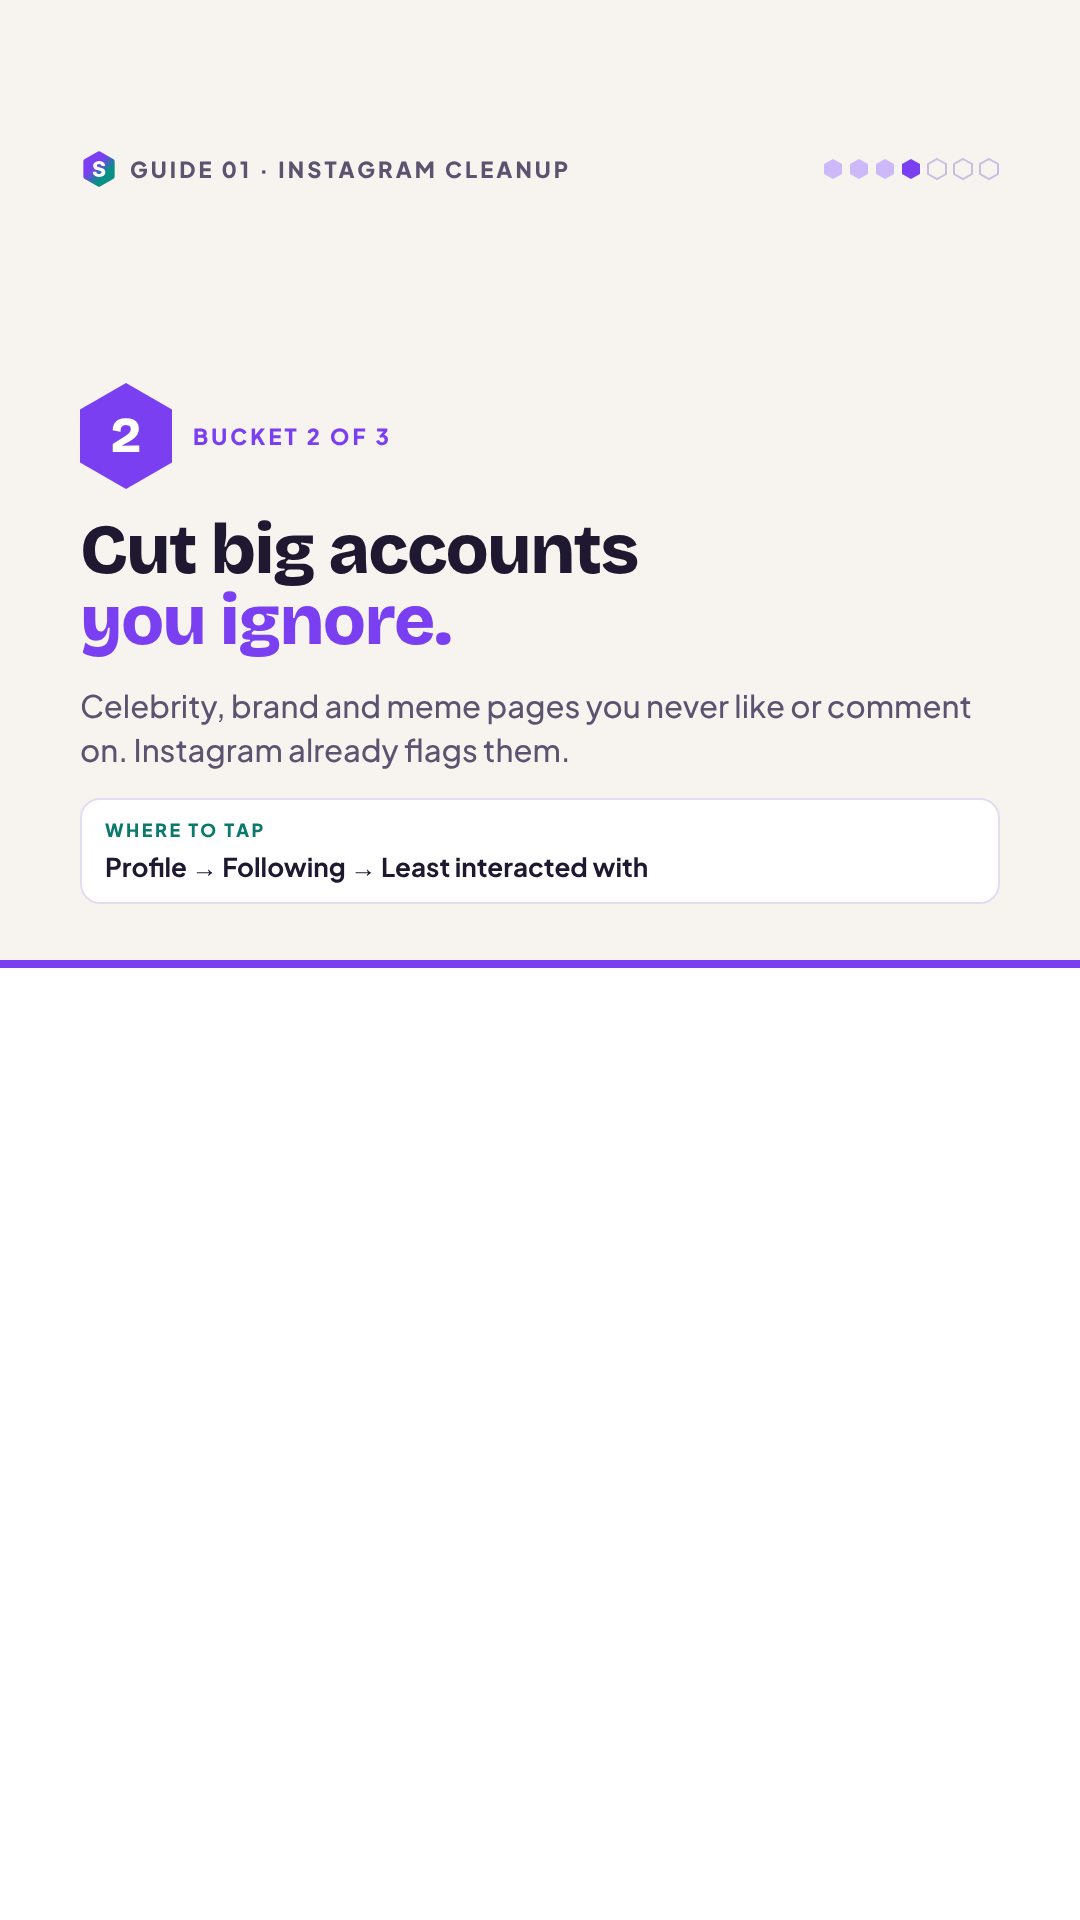 S GUIDE 01 · INSTAGRAM CLEANUP
2 BUCKET 2 OF 3
Cut big accounts
you ignore.
Celebrity, brand and meme pages you never like or comment
on. Instagram already flags them.
WHERE TO TAP
Profile → Following → Least interacted with